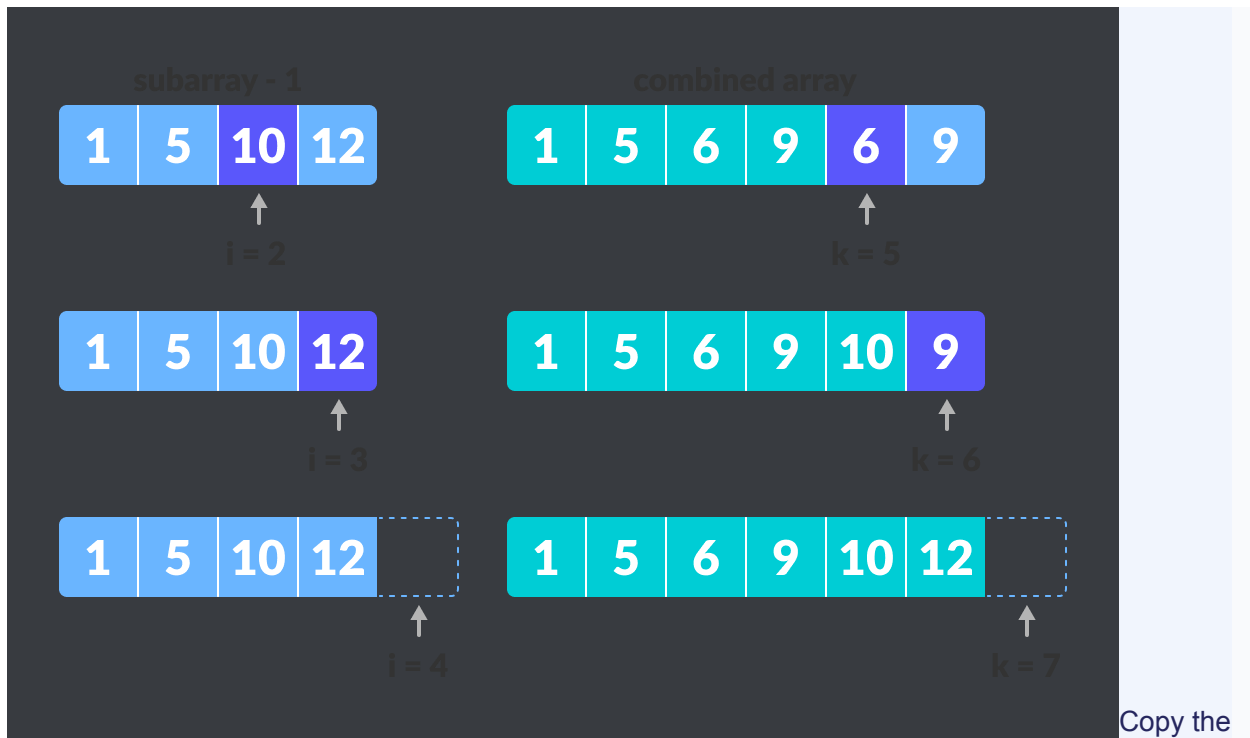 subarray - 1 combined array
1 5 10 12 1 5 6 9 6 9
i = 2 k = 5
1 5 10 12 1 5 6 9 10 9
i = 3 k = 6
1 5 10 12 1 5 6 9 10 12
i = 4 k = 7
Copy the